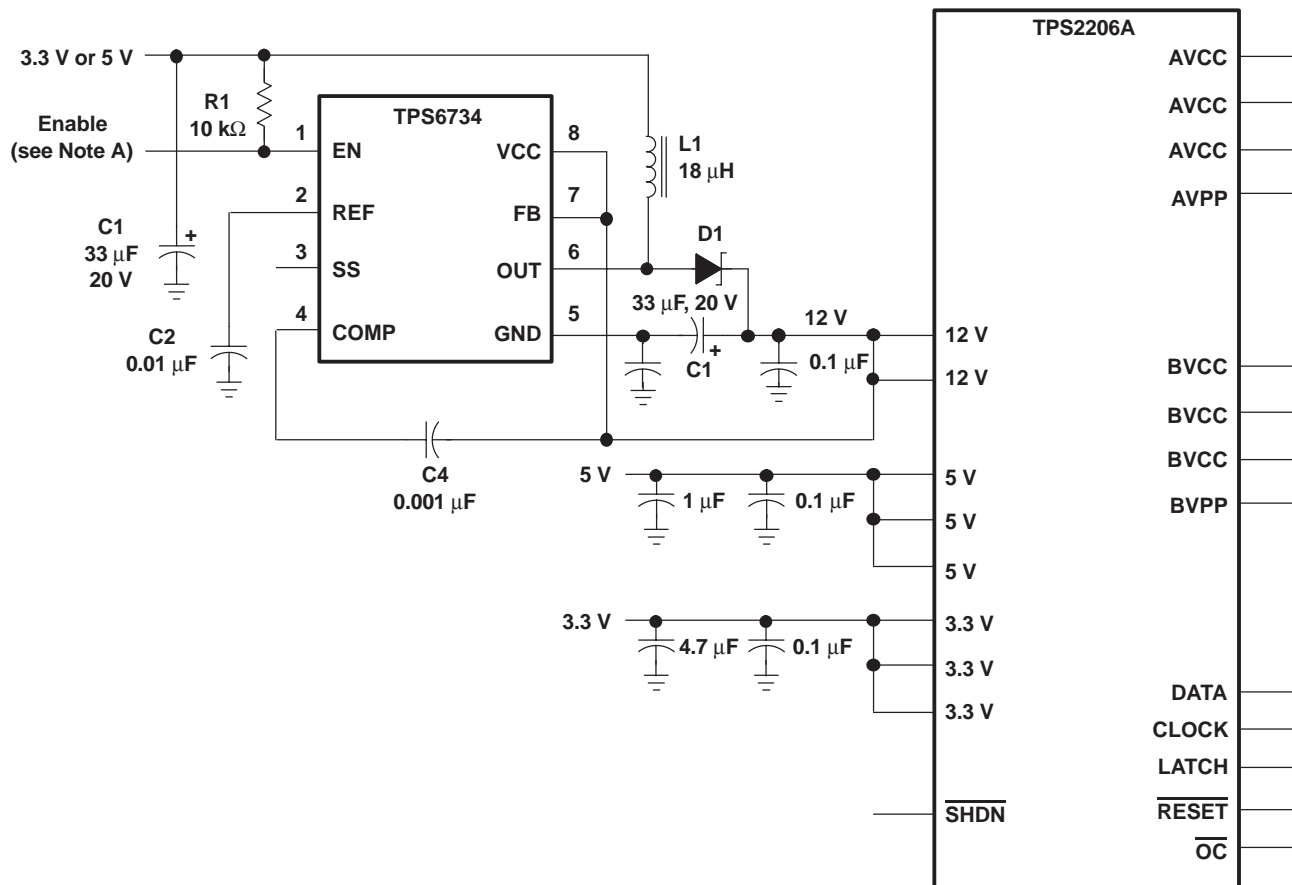 TPS2206A
AVCC
3.3 V or 5 V
AVCC
R1
10 kΩ
TPS6734
Enable
(see Note A)
1
EN
8
VCC
L1
18 μH
AVCC
2
REF
7
FB
AVPP
C1
33 μF
20 V
+
3
SS
6
OUT
D1
33 μF, 20 V
4
COMP
5
GND
12 V
12 V
C2
0.01 μF
+
C1
0.1 μF
12 V
BVCC
BVCC
C4
0.001 μF
BVCC
5 V
5 V
1 μF
0.1 μF
BVPP
5 V
5 V
3.3 V
3.3 V
4.7 μF
0.1 μF
3.3 V
3.3 V
DATA
CLOCK
LATCH
SHDN
RESET
OC